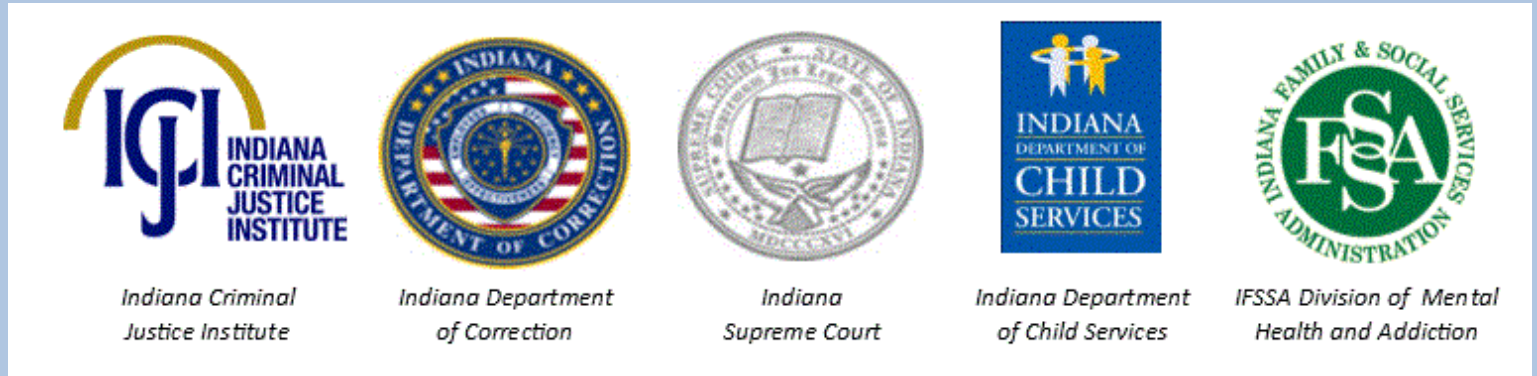 ICJI
INDIANA
CRIMINAL
JUSTICE
INSTITUTE
INDIANA
DEPARTMENT OF CORRECTION
SUPREME COURT STATE OF INDIANA
MDCCCXVI
INDIANA
DEPARTMENT OF
CHILD
SERVICES
INDIANA FAMILY & SOCIAL SERVICES
ADMINISTRATION
FSSA
Indiana Criminal
Justice Institute
Indiana Department
of Correction
Indiana
Supreme Court
Indiana Department
of Child Services
IFSSA Division of Mental
Health and Addiction